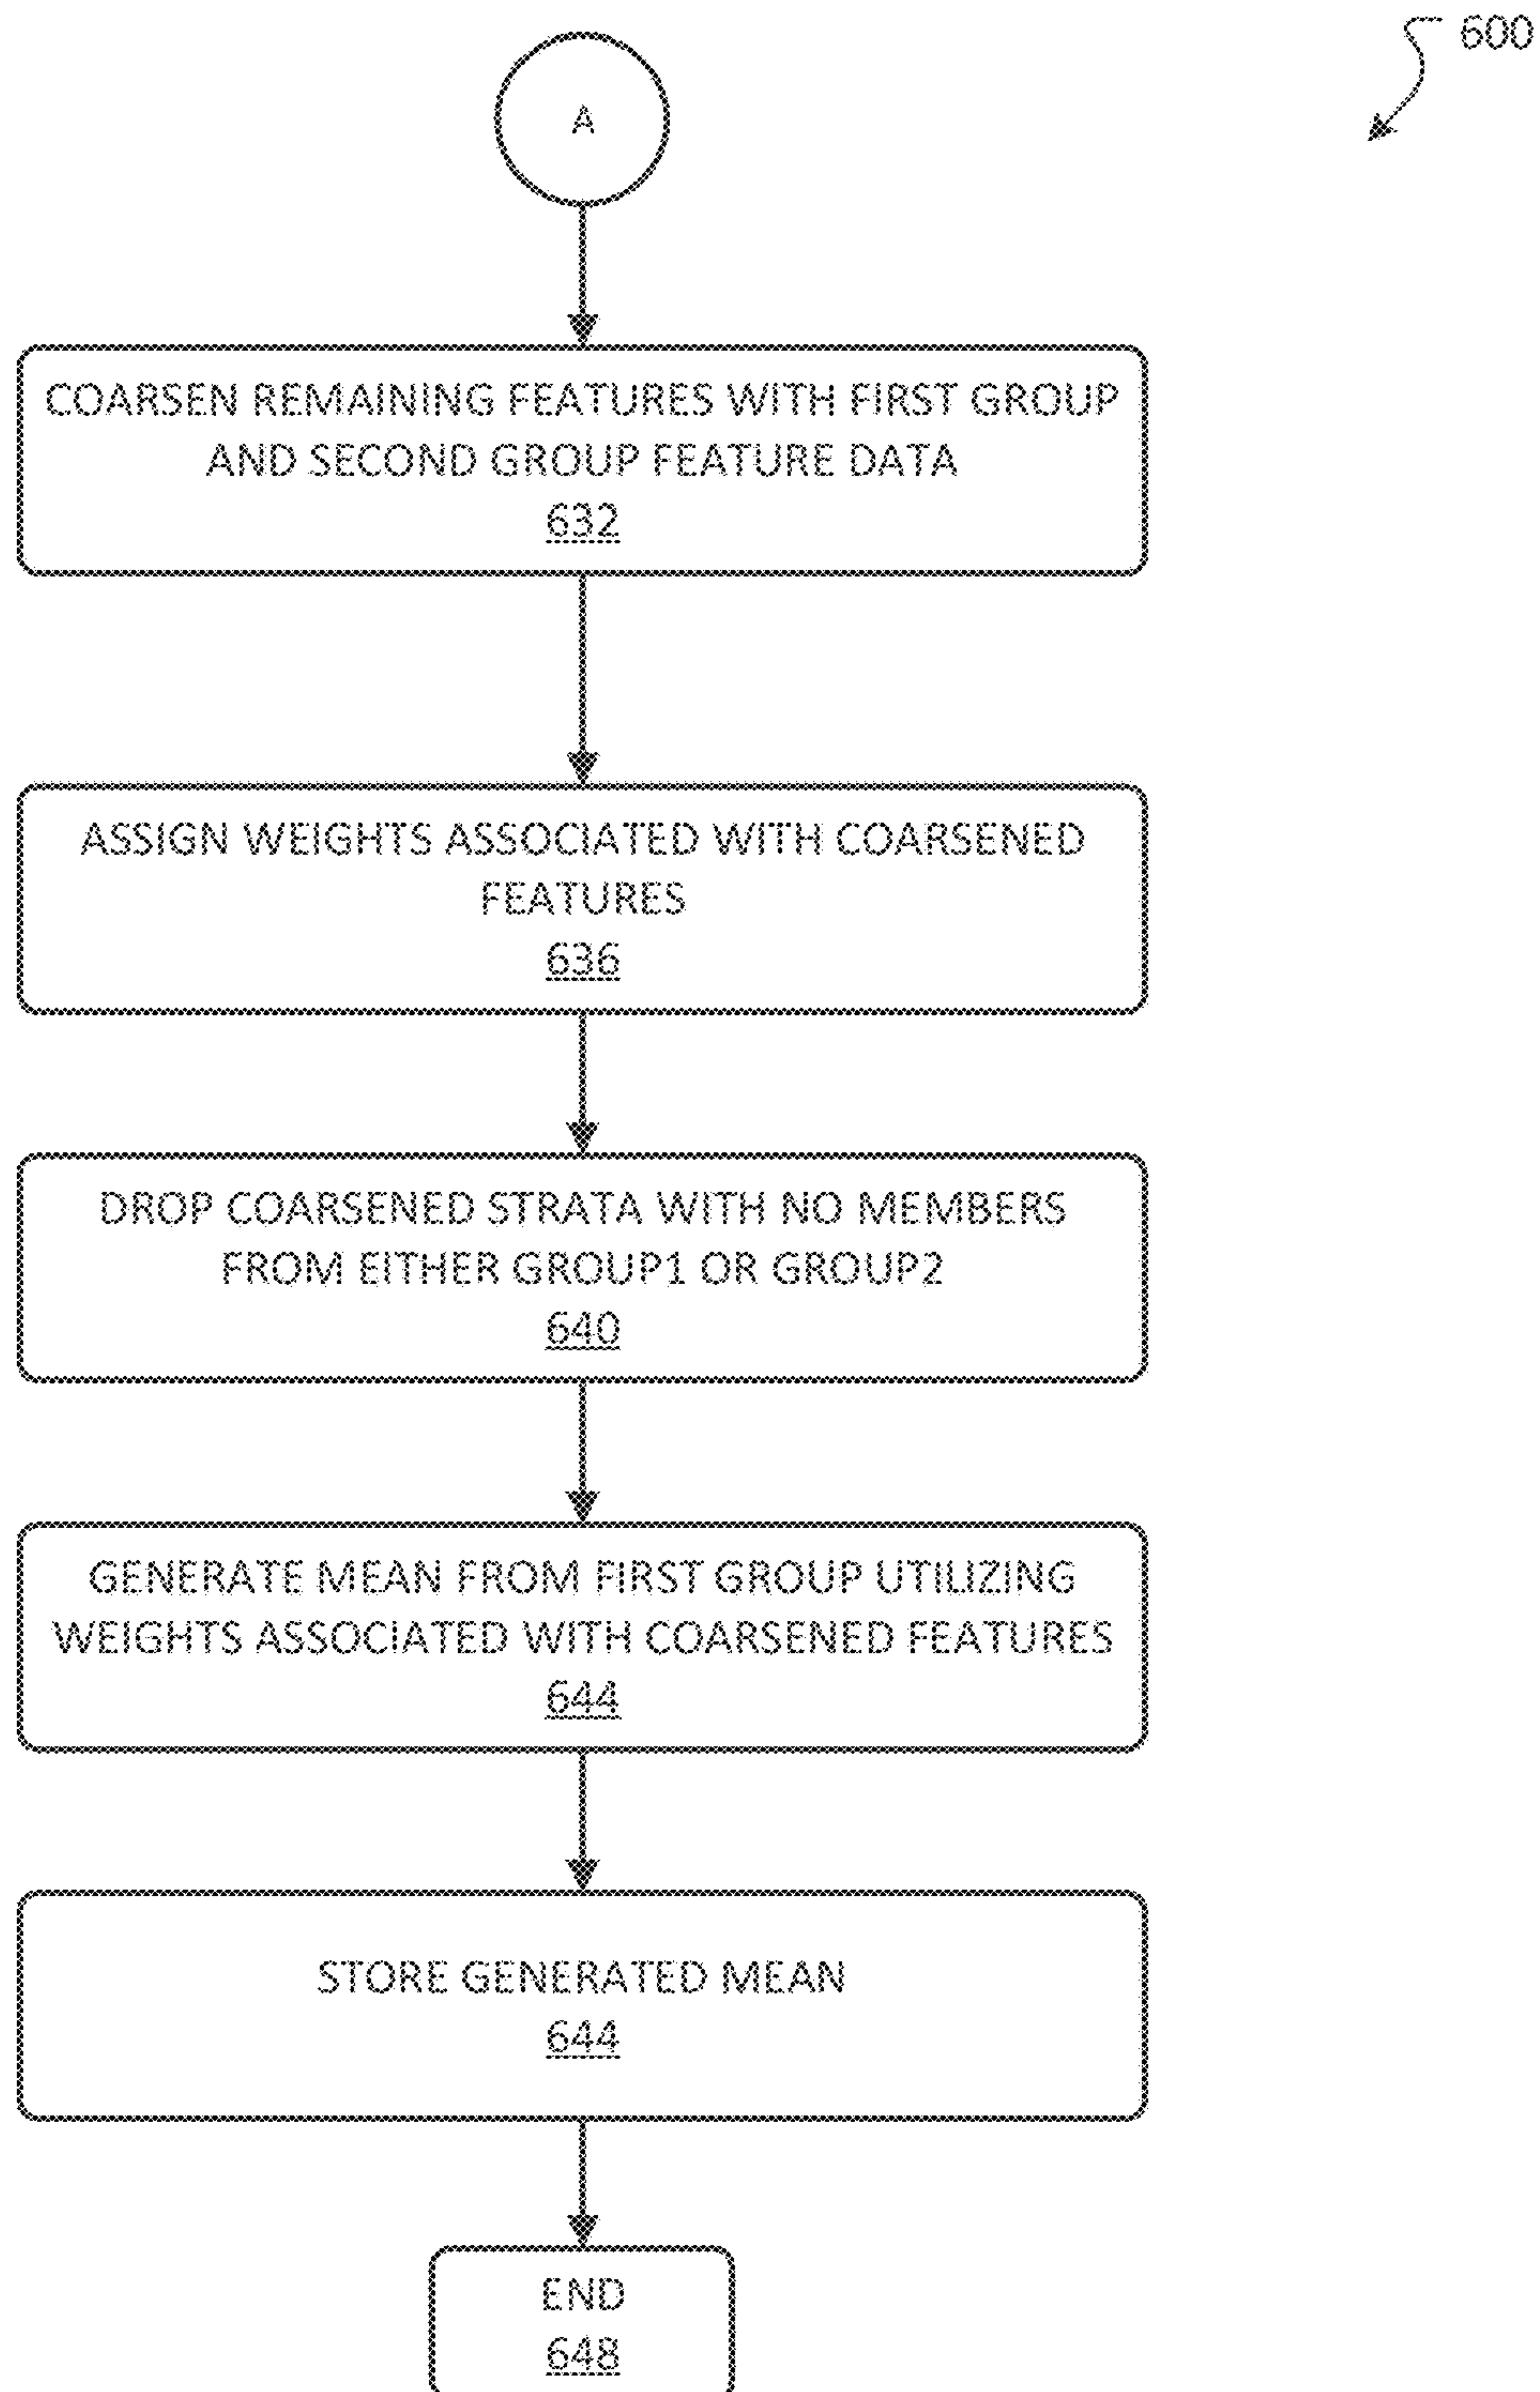 600
A
COARSEN REMAINING FEATURES WITH FIRST GROUP
AND SECOND GROUP FEATURE DATA
632
ASSIGN WEIGHTS ASSOCIATED WITH COARSENED
FEATURES
636
DROP COARSENED STRATA WITH NO MEMBERS
FROM EITHER GROUP1 OR GROUP2
640
GENERATE MEAN FROM FIRST GROUP UTILIZING
WEIGHTS ASSOCIATED WITH COARSENED FEATURES
644
STORE GENERATED MEAN
644
END
648